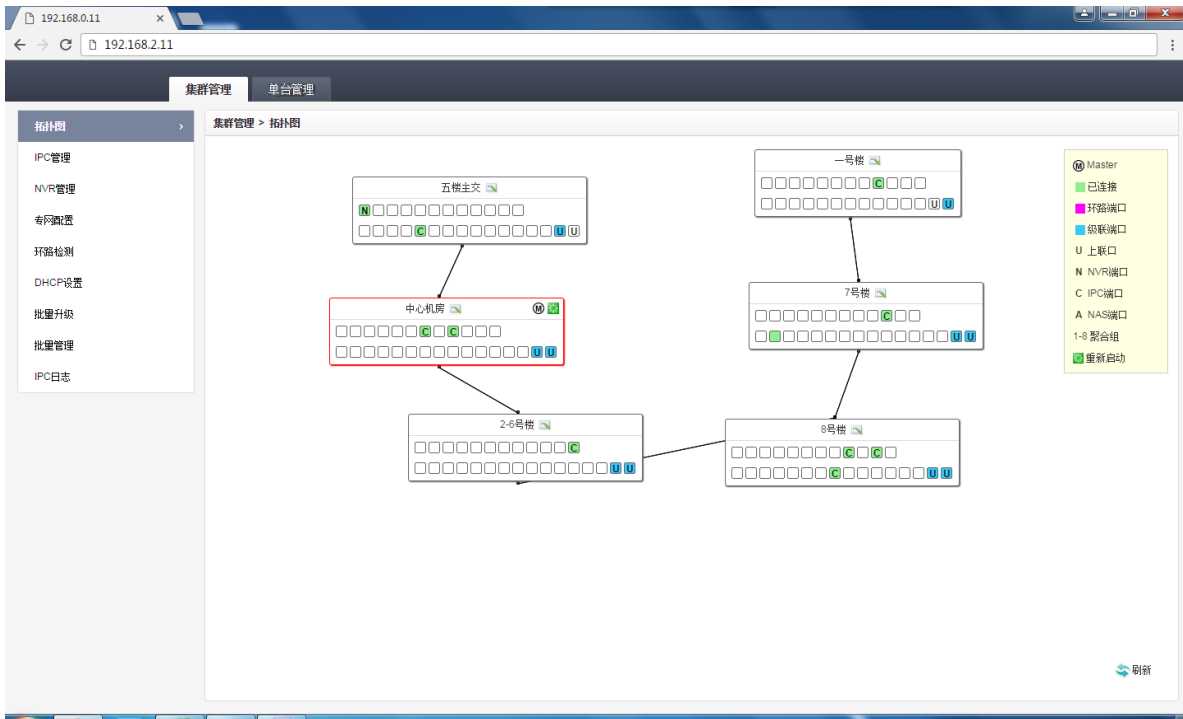 192.168.0.11
192.168.2.11
集群管理 单台管理
拓扑图
IPC管理
NVR管理
专网配置
环路检测
DHCP设置
批量升级
批量管理
IPC日志
集群管理 > 拓扑图
五楼主交
N
C U U
一号楼
C
U U
中心机房 M
C C
U U
7号楼
C
U U
2-6号楼
C
U U
8号楼
C C
C U U
M Master
已连接
环路端口
级联端口
U 上联口
N NVR端口
C IPC端口
A NAS端口
1-8 聚合组
重新启动
刷新